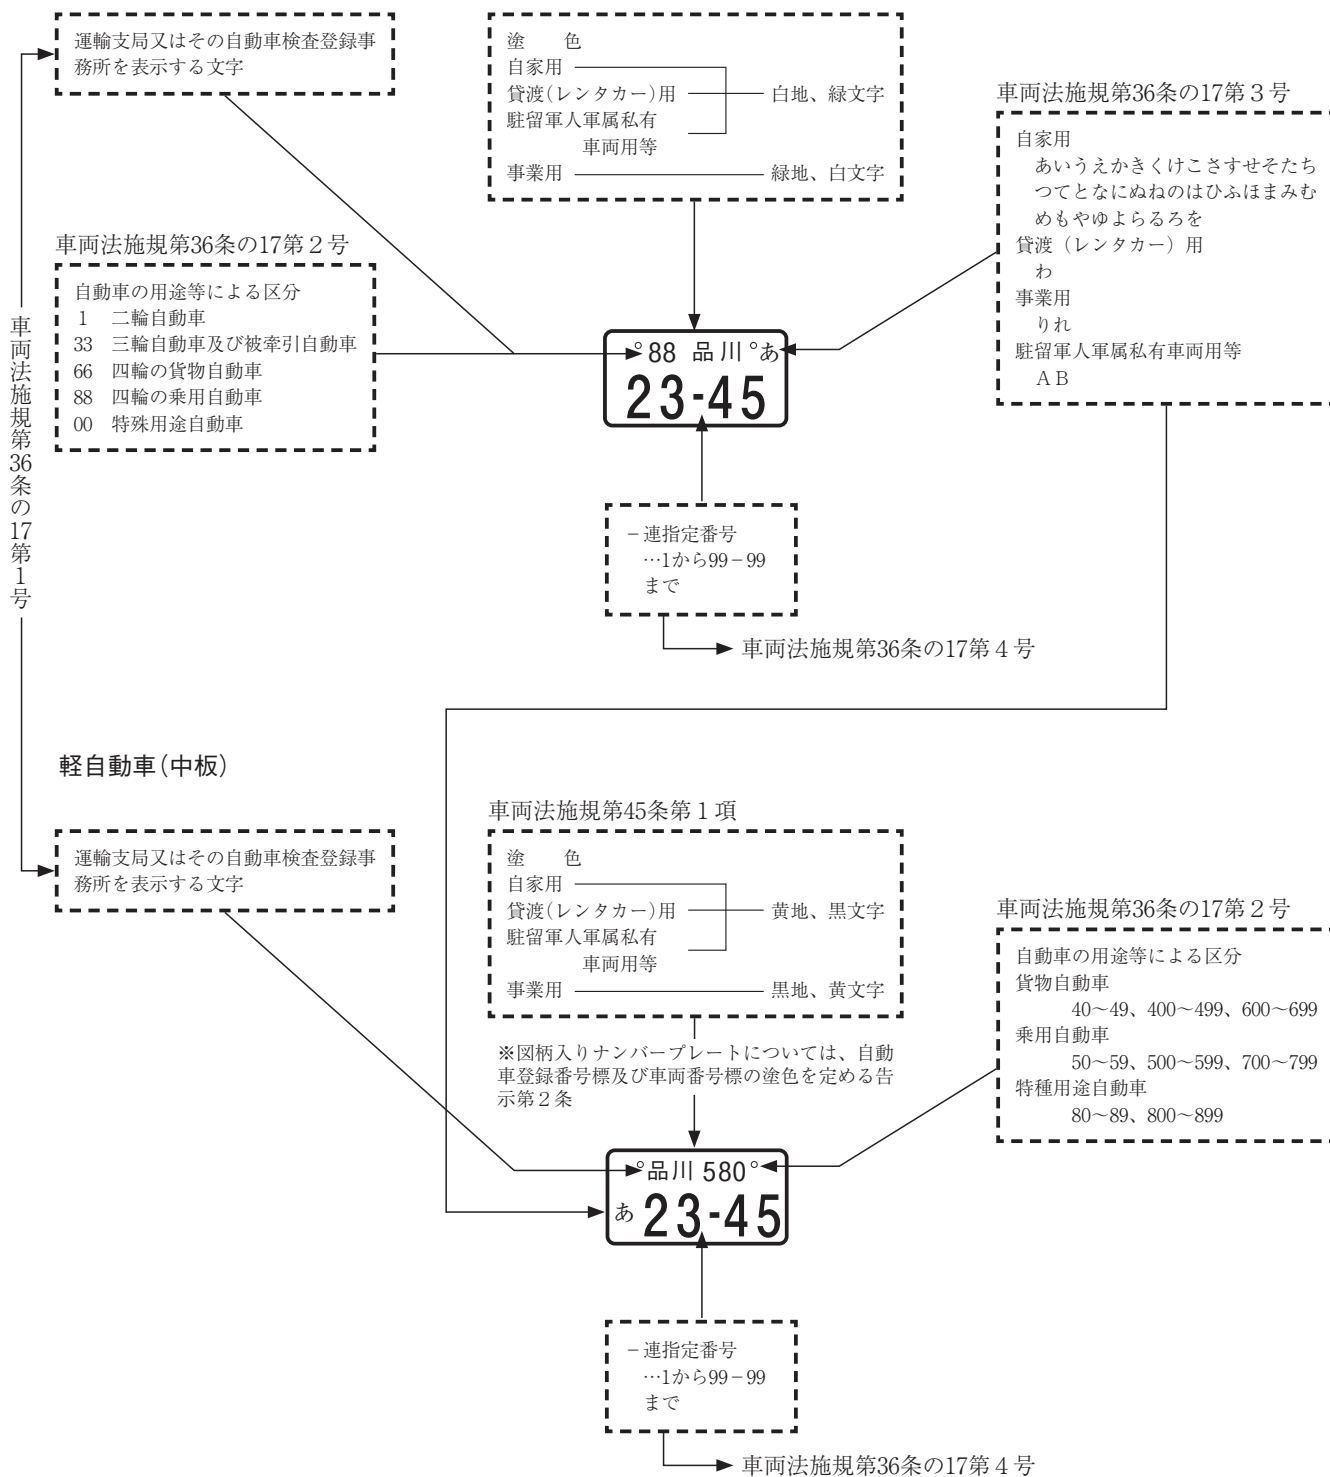 運輸支局又はその自動車検査登録事
務所を表示する文字
塗　色
自家用
貸渡(レンタカー)用
白地、緑文字
駐留軍人軍属私有
車両用等
事業用
緑地、白文字
車両法施規第36条の17第3号
自家用
あいうえかきくけこさすせそたち
つてとなにぬねのはひふほまみむ
めもやゆよらるろを
貸渡（レンタカー）用
わ
事業用
りれ
駐留軍人軍属私有車両用等
ＡＢ
車両法施規第36条の17第2号
自動車の用途等による区分
1　二輪自動車
33　三輪自動車及び被牽引自動車
66　四輪の貨物自動車
88　四輪の乗用自動車
00　特殊用途自動車
車両法施規第36条の17第1号
88 品川 あ
23-45
−連指定番号
…1から99−99
まで
車両法施規第36条の17第4号
軽自動車(中板)
運輸支局又はその自動車検査登録事
務所を表示する文字
車両法施規第45条第1項
塗　色
自家用
貸渡(レンタカー)用
黄地、黒文字
駐留軍人軍属私有
車両用等
事業用
黒地、黄文字
※図柄入りナンバープレートについては、自動
車登録番号標及び車両番号標の塗色を定める告
示第2条
車両法施規第36条の17第2号
自動車の用途等による区分
貨物自動車
40〜49、400〜499、600〜699
乗用自動車
50〜59、500〜599、700〜799
特種用途自動車
80〜89、800〜899
品川 580
あ 23-45
−連指定番号
…1から99−99
まで
車両法施規第36条の17第4号